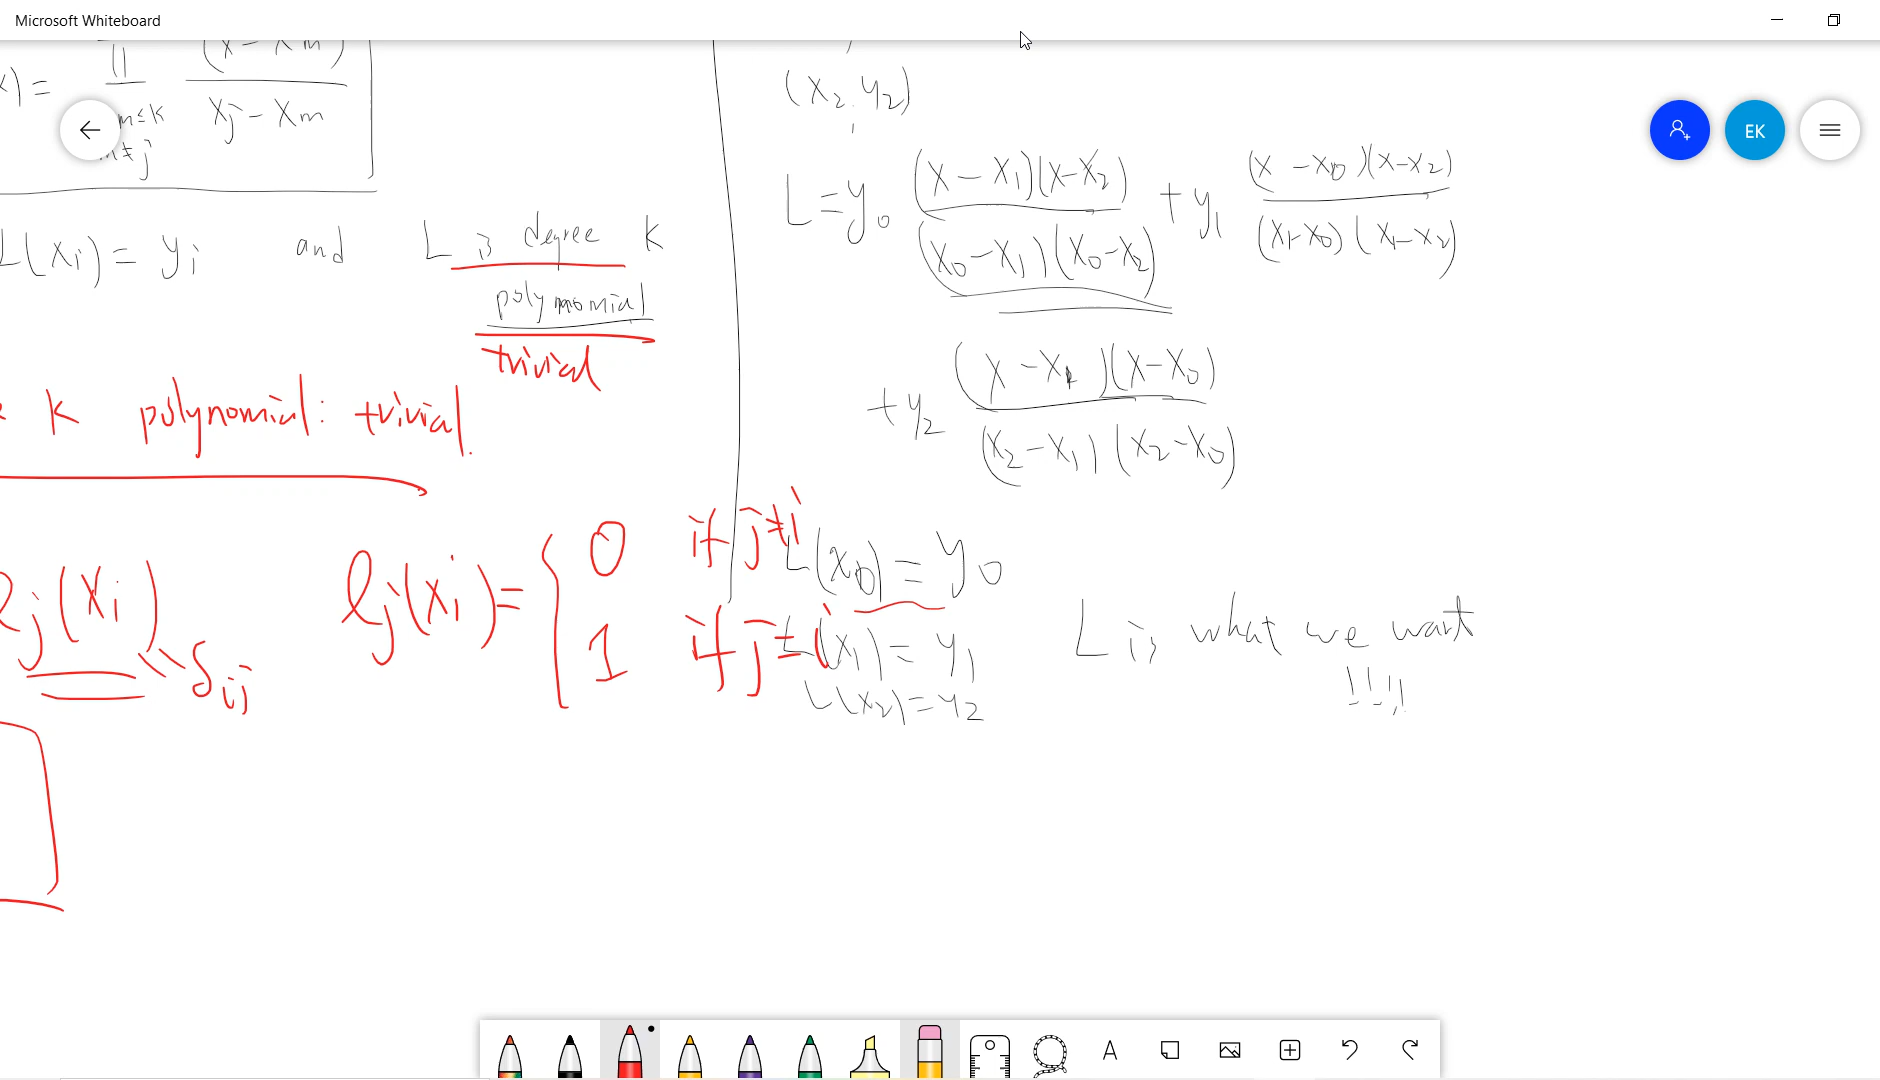 Microsoft Whiteboard
∏ (x - xm)
x) =
m≤k xj - xm
m≠j
L(xi) = yi and L is degree k
polynomial
trivial
k polynomial: trivial.
lj(xi)
δij
lj(xi) = { 0 if j≠i
1 if j=i
(x2, y2)
L = y0 (x - x1)(x - x2) + y1 (x - x0)(x - x2)
(x0 - x1)(x0 - x2) (x1 - x0)(x1 - x2)
+ y2 (x - x1)(x - x0)
(x2 - x1)(x2 - x0)
L(x0) = y0
L(x1) = y1
L(x2) = y2
L is what we want
!!!!
EK
A